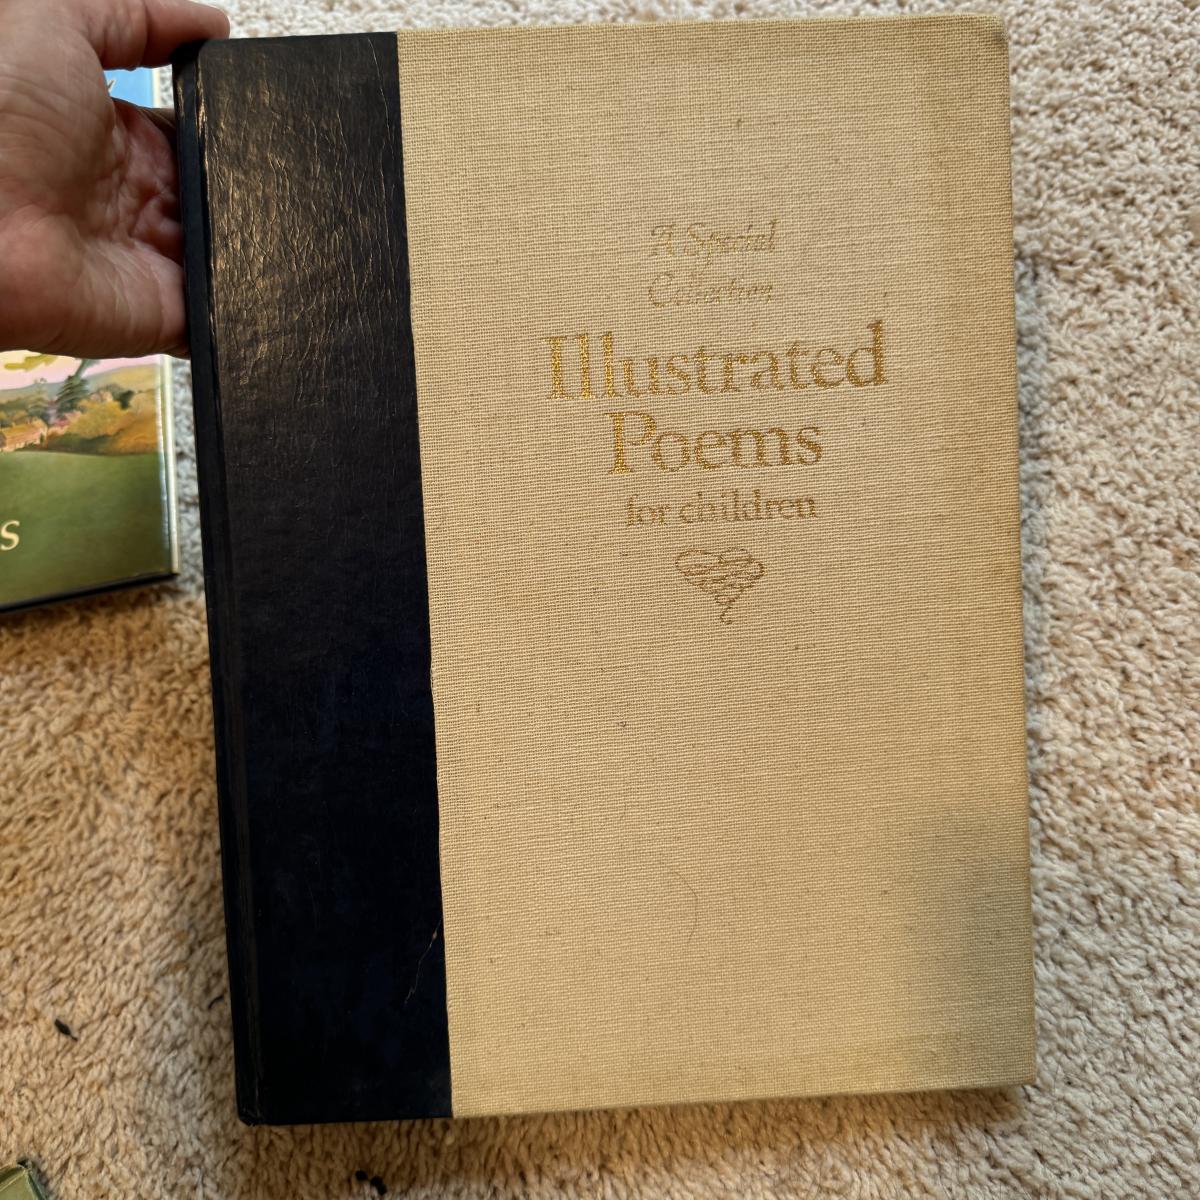 A Special
Collection
Illustrated
Poems
for children
S